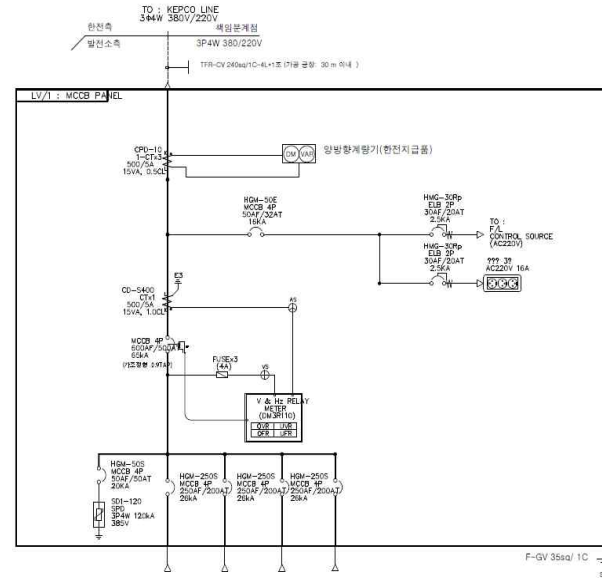 TO : KEPCO LINE
3Φ4W 380V/220V
한전측
책임분계점
발전소측
3P4W 380/220V
TFR-CV 240sq/1C-4L*1조 (가공 긍장: 30 m 이내 )
LV/1 : MCCB PANEL
CPD-10
1-CTx3
500/5A
15VA, 0.5CL
DM VAR
양방향계량기(한전지급품)
HGM-50E
MCCB 4P
50AF/32AT
16KA
HMG-30Rp
ELB 2P
30AF/20AT
2.5KA
TO :
F/L
CONTROL SOURCE
(AC220V)
HMG-30Rp
ELB 2P
30AF/20AT
2.5KA
??? 3?
AC220V 16A
E3
CD-S400
CTx1
500/5A
15VA, 1.0CL
AS
MCCB 4P
600AF/500AT
65kA
FUSEx3
(4A)
VS
V & Hz RELAY
METER
(DM3R110)
OVR UVR
OFR UFR
HGM-50S
MCCB 4P
50AF/50AT
20KA
HGM-250S
MCCB 4P
250AF/200AT
26kA
HGM-250S
MCCB 4P
250AF/200AT
26kA
HGM-250S
MCCB 4P
250AF/200AT
26kA
SDI-120
SPD
3P4W 120kA
385V
F-GV 35sq/ 1C